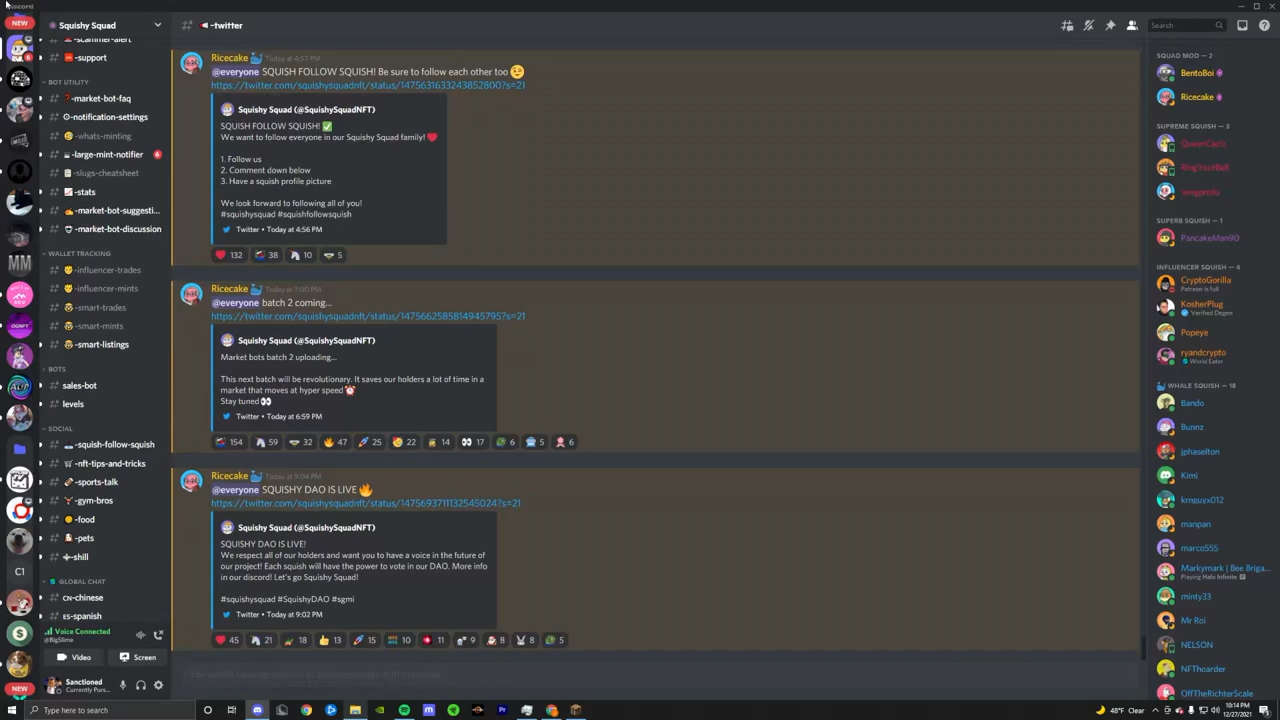 Discord
NEW
Squishy Squad
-twitter
Search
-scammer-alert
-support
BOT UTILITY
-market-bot-faq
-notification-settings
-whats-minting
-large-mint-notifier
6
-slugs-cheatsheet
-stats
-market-bot-suggesti...
-market-bot-discussion
WALLET TRACKING
-influencer-trades
-influencer-mints
-smart-trades
-smart-mints
-smart-listings
BOTS
sales-bot
levels
SOCIAL
-squish-follow-squish
-nft-tips-and-tricks
-sports-talk
-gym-bros
-food
-pets
-shill
GLOBAL CHAT
CN-chinese
ES-spanish
Voice Connected
@BigSlime
Video
Screen
Sanctioned
Currently Purs...
MM
C1
NEW
Ricecake Today at 4:57 PM
@everyone SQUISH FOLLOW SQUISH! Be sure to follow each other too
https://twitter.com/squishysquadnft/status/1475631633243852800?s=21
Squishy Squad (@SquishySquadNFT)
SQUISH FOLLOW SQUISH!
We want to follow everyone in our Squishy Squad family!
1. Follow us
2. Comment down below
3. Have a squish profile picture
We look forward to following all of you!
#squishysquad #squishfollowsquish
Twitter • Today at 4:56 PM
132 38 10 5
Ricecake Today at 7:00 PM
@everyone batch 2 coming...
https://twitter.com/squishysquadnft/status/1475662585814945795?s=21
Squishy Squad (@SquishySquadNFT)
Market bots batch 2 uploading...
This next batch will be revolutionary. It saves our holders a lot of time in a
market that moves at hyper speed
Stay tuned
Twitter • Today at 6:59 PM
154 59 32 47 25 22 14 17 6 5 6
Ricecake Today at 9:04 PM
@everyone SQUISHY DAO IS LIVE
https://twitter.com/squishysquadnft/status/1475693711132545024?s=21
Squishy Squad (@SquishySquadNFT)
SQUISHY DAO IS LIVE!
We respect all of our holders and want you to have a voice in the future of
our project! Each squish will have the power to vote in our DAO. More info
in our discord! Let's go Squishy Squad!
#squishysquad #SquishyDAO #sgmi
Twitter • Today at 9:02 PM
45 21 18 13 15 10 11 9 8 8 5
SQUAD MOD — 2
BentoBoi
Ricecake
SUPREME SQUISH — 3
QueenCayfz
wingprofu
SUPERB SQUISH — 1
PancakeMan90
INFLUENCER SQUISH — 4
CryptoGorilla
Patreon is full
KosherPlug
Verified Degen
Popeye
ryandcrypto
World Eater
WHALE SQUISH — 18
Bando
Bunnz
jphaselton
Kimi
kmguyx012
manpan
marco555
Markymark | Bee Briga...
Playing Halo Infinite
minty33
Mr Roi
NELSON
NFThoarder
OffTheRichterScale
Type here to search
48°F Clear
10:14 PM
12/27/2021